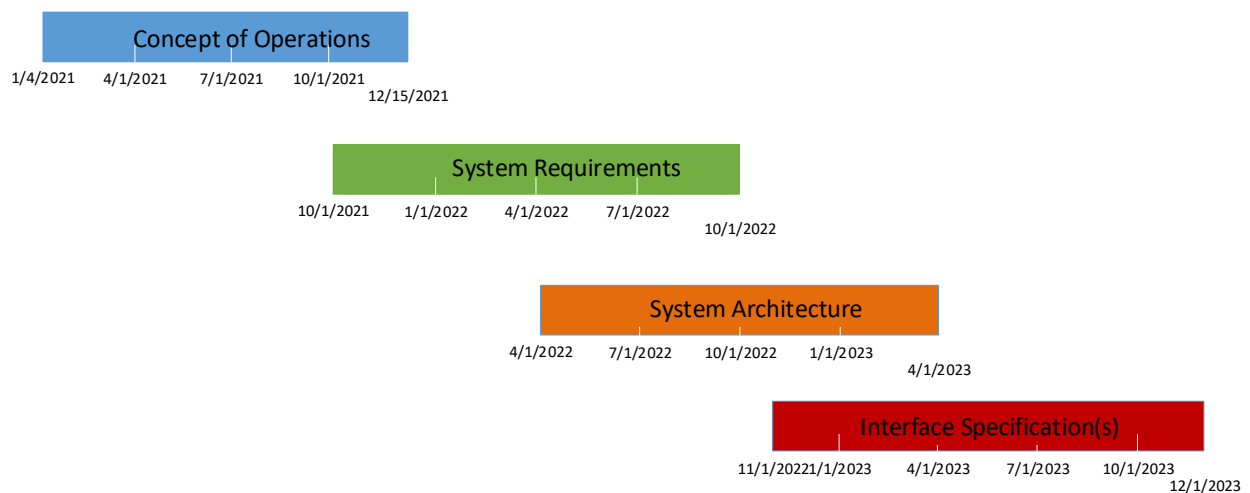 Concept of Operations
1/4/2021 4/1/2021 7/1/2021 10/1/2021
12/15/2021
System Requirements
10/1/2021 1/1/2022 4/1/2022 7/1/2022
10/1/2022
System Architecture
4/1/2022 7/1/2022 10/1/2022 1/1/2023
4/1/2023
Interface Specification(s)
11/1/2022 1/1/2023 4/1/2023 7/1/2023 10/1/2023
12/1/2023